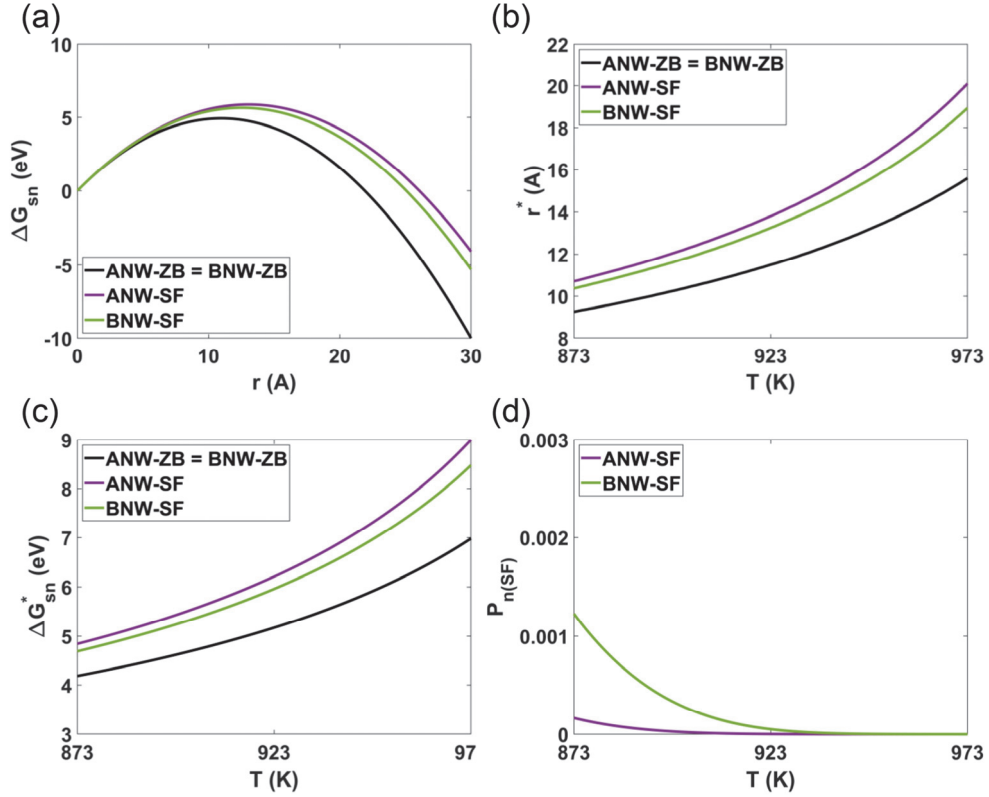 (a)
10
5
0
-5
-10
ΔG_sn (eV)
ANW-ZB = BNW-ZB
ANW-SF
BNW-SF
0 10 20 30
r (A)
(b)
22
20
18
16
14
12
10
8
r* (A)
ANW-ZB = BNW-ZB
ANW-SF
BNW-SF
873 923 973
T (K)
(c)
9
8
7
6
5
4
3
ΔG*_sn (eV)
ANW-ZB = BNW-ZB
ANW-SF
BNW-SF
873 923 97
T (K)
(d)
0.003
0.002
0.001
0
P_n(SF)
ANW-SF
BNW-SF
873 923 973
T (K)